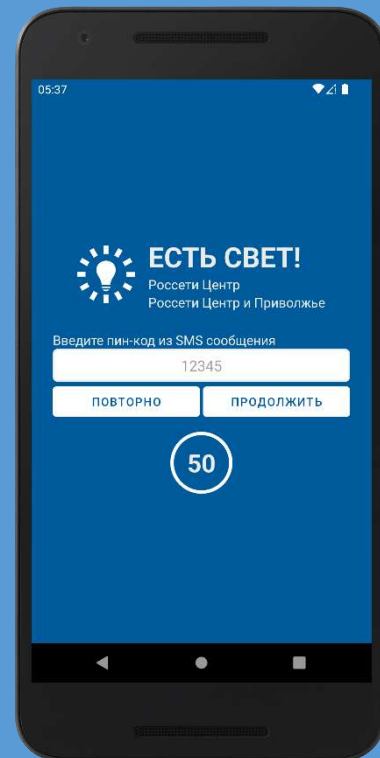 05:37
ЕСТЬ СВЕТ!
Россети Центр
Россети Центр и Приволжье
Введите пин-код из SMS сообщения
12345
ПОВТОРНО
ПРОДОЛЖИТЬ
50